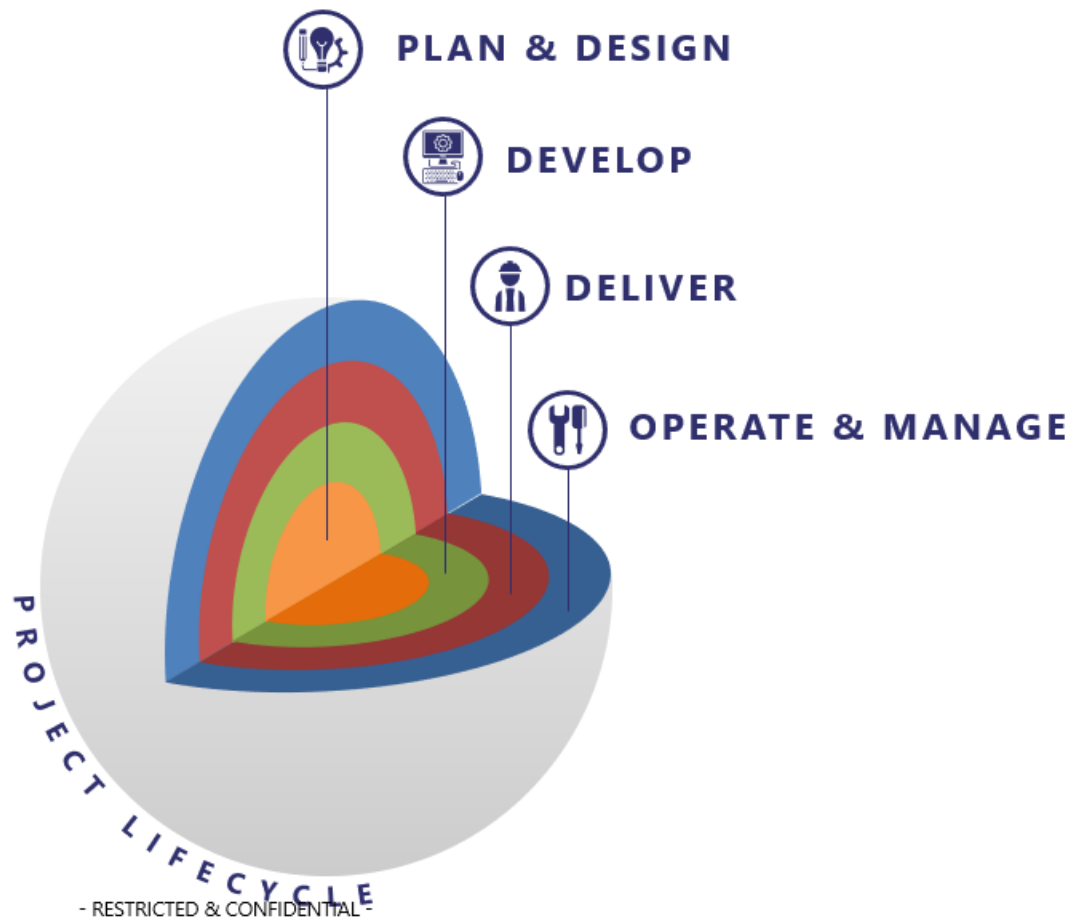 PLAN & DESIGN
DEVELOP
DELIVER
OPERATE & MANAGE
PROJECT LIFECYCLE
- RESTRICTED & CONFIDENTIAL -